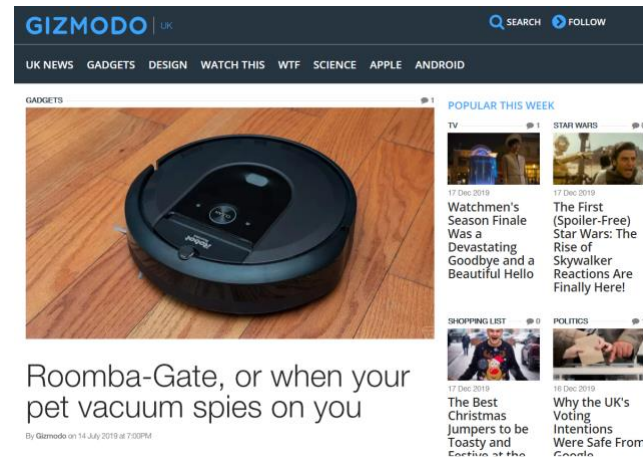 GIZMODO | UK
SEARCH
FOLLOW
UK NEWS GADGETS DESIGN WATCH THIS WTF SCIENCE APPLE ANDROID
GADGETS
1
iRobot
Roomba-Gate, or when your
pet vacuum spies on you
By Gizmodo on 14 July 2019 at 7:00PM
POPULAR THIS WEEK
TV
1
17 Dec 2019
Watchmen's
Season Finale
Was a
Devastating
Goodbye and a
Beautiful Hello
STAR WARS
17 Dec 2019
The First
(Spoiler-Free)
Star Wars: The
Rise of
Skywalker
Reactions Are
Finally Here!
SHOPPING LIST
0
17 Dec 2019
The Best
Christmas
Jumpers to be
Toasty and
Festive at the
POLITICS
16 Dec 2019
Why the UK's
Voting
Intentions
Were Safe From
Google